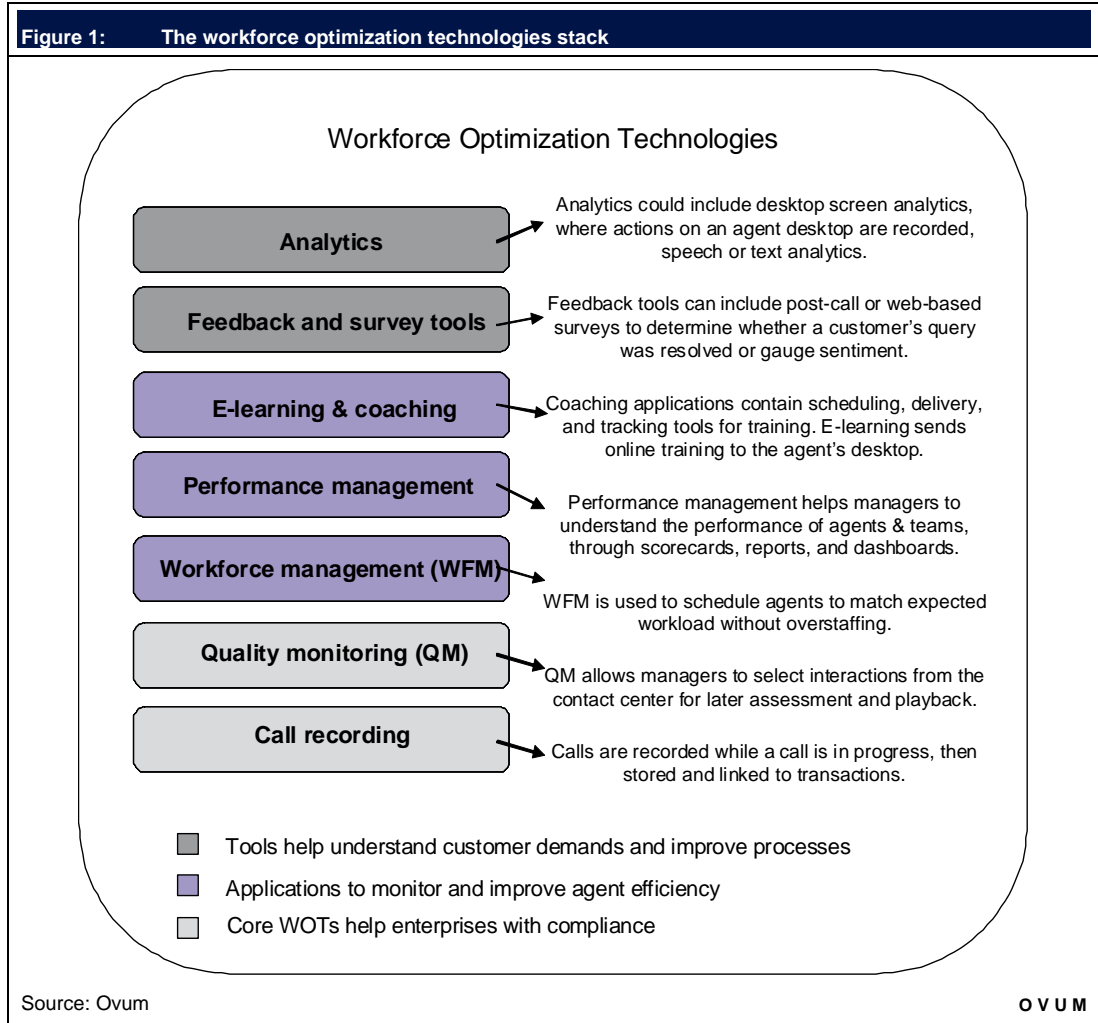 Figure 1: The workforce optimization technologies stack
Workforce Optimization Technologies
Analytics
Analytics could include desktop screen analytics,
where actions on an agent desktop are recorded,
speech or text analytics.
Feedback and survey tools
Feedback tools can include post-call or web-based
surveys to determine whether a customer's query
was resolved or gauge sentiment.
E-learning & coaching
Coaching applications contain scheduling, delivery,
and tracking tools for training. E-learning sends
online training to the agent's desktop.
Performance management
Performance management helps managers to
understand the performance of agents & teams,
through scorecards, reports, and dashboards.
Workforce management (WFM)
WFM is used to schedule agents to match expected
workload without overstaffing.
Quality monitoring (QM)
QM allows managers to select interactions from the
contact center for later assessment and playback.
Call recording
Calls are recorded while a call is in progress, then
stored and linked to transactions.
Tools help understand customer demands and improve processes
Applications to monitor and improve agent efficiency
Core WOTs help enterprises with compliance
Source: Ovum
OVUM